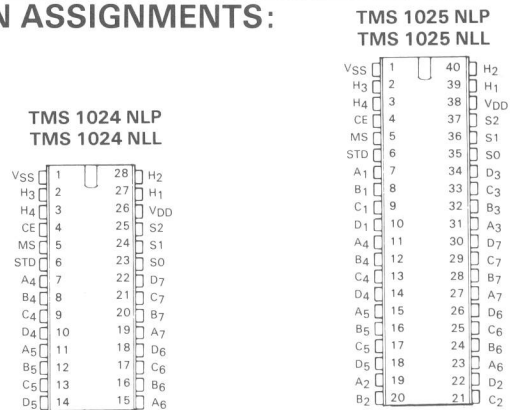 N ASSIGNMENTS:
TMS 1025 NLP
TMS 1025 NLL
VSS 1 40 H2
H3 2 39 H1
H4 3 38 VDD
CE 4 37 S2
MS 5 36 S1
STD 6 35 S0
A1 7 34 D3
B1 8 33 C3
C1 9 32 B3
D1 10 31 A3
A4 11 30 D7
B4 12 29 C7
C4 13 28 B7
D4 14 27 A7
A5 15 26 D6
B5 16 25 C6
C5 17 24 B6
D5 18 23 A6
A2 19 22 D2
B2 20 21 C2
TMS 1024 NLP
TMS 1024 NLL
VSS 1 28 H2
H3 2 27 H1
H4 3 26 VDD
CE 4 25 S2
MS 5 24 S1
STD 6 23 S0
A4 7 22 D7
B4 8 21 C7
C4 9 20 B7
D4 10 19 A7
A5 11 18 D6
B5 12 17 C6
C5 13 16 B6
D5 14 15 A6